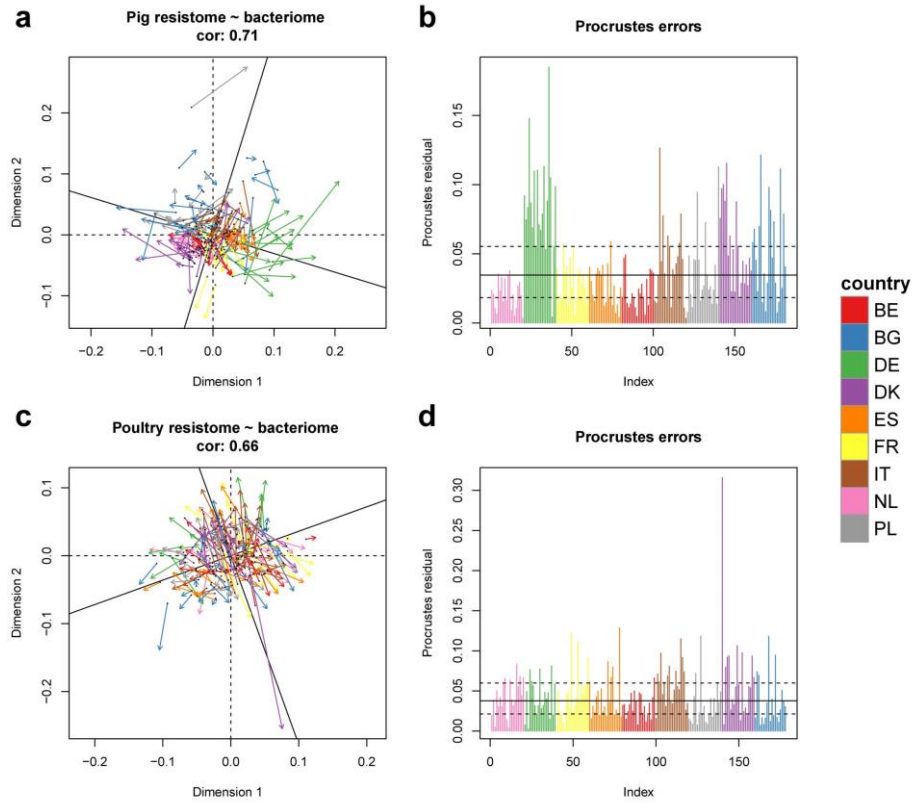 a
Pig resistome ~ bacteriome
cor: 0.71
Dimension 2
0.2
0.1
0.0
−0.1
−0.2
−0.1
0.0
0.1
0.2
Dimension 1
b
Procrustes errors
Procrustes residual
0.15
0.10
0.05
0.00
0
50
100
150
Index
c
Poultry resistome ~ bacteriome
cor: 0.66
Dimension 2
0.1
0.0
−0.1
−0.2
−0.2
−0.1
0.0
0.1
0.2
Dimension 1
d
Procrustes errors
Procrustes residual
0.30
0.25
0.20
0.15
0.10
0.05
0.00
0
50
100
150
Index
country
BE
BG
DE
DK
ES
FR
IT
NL
PL